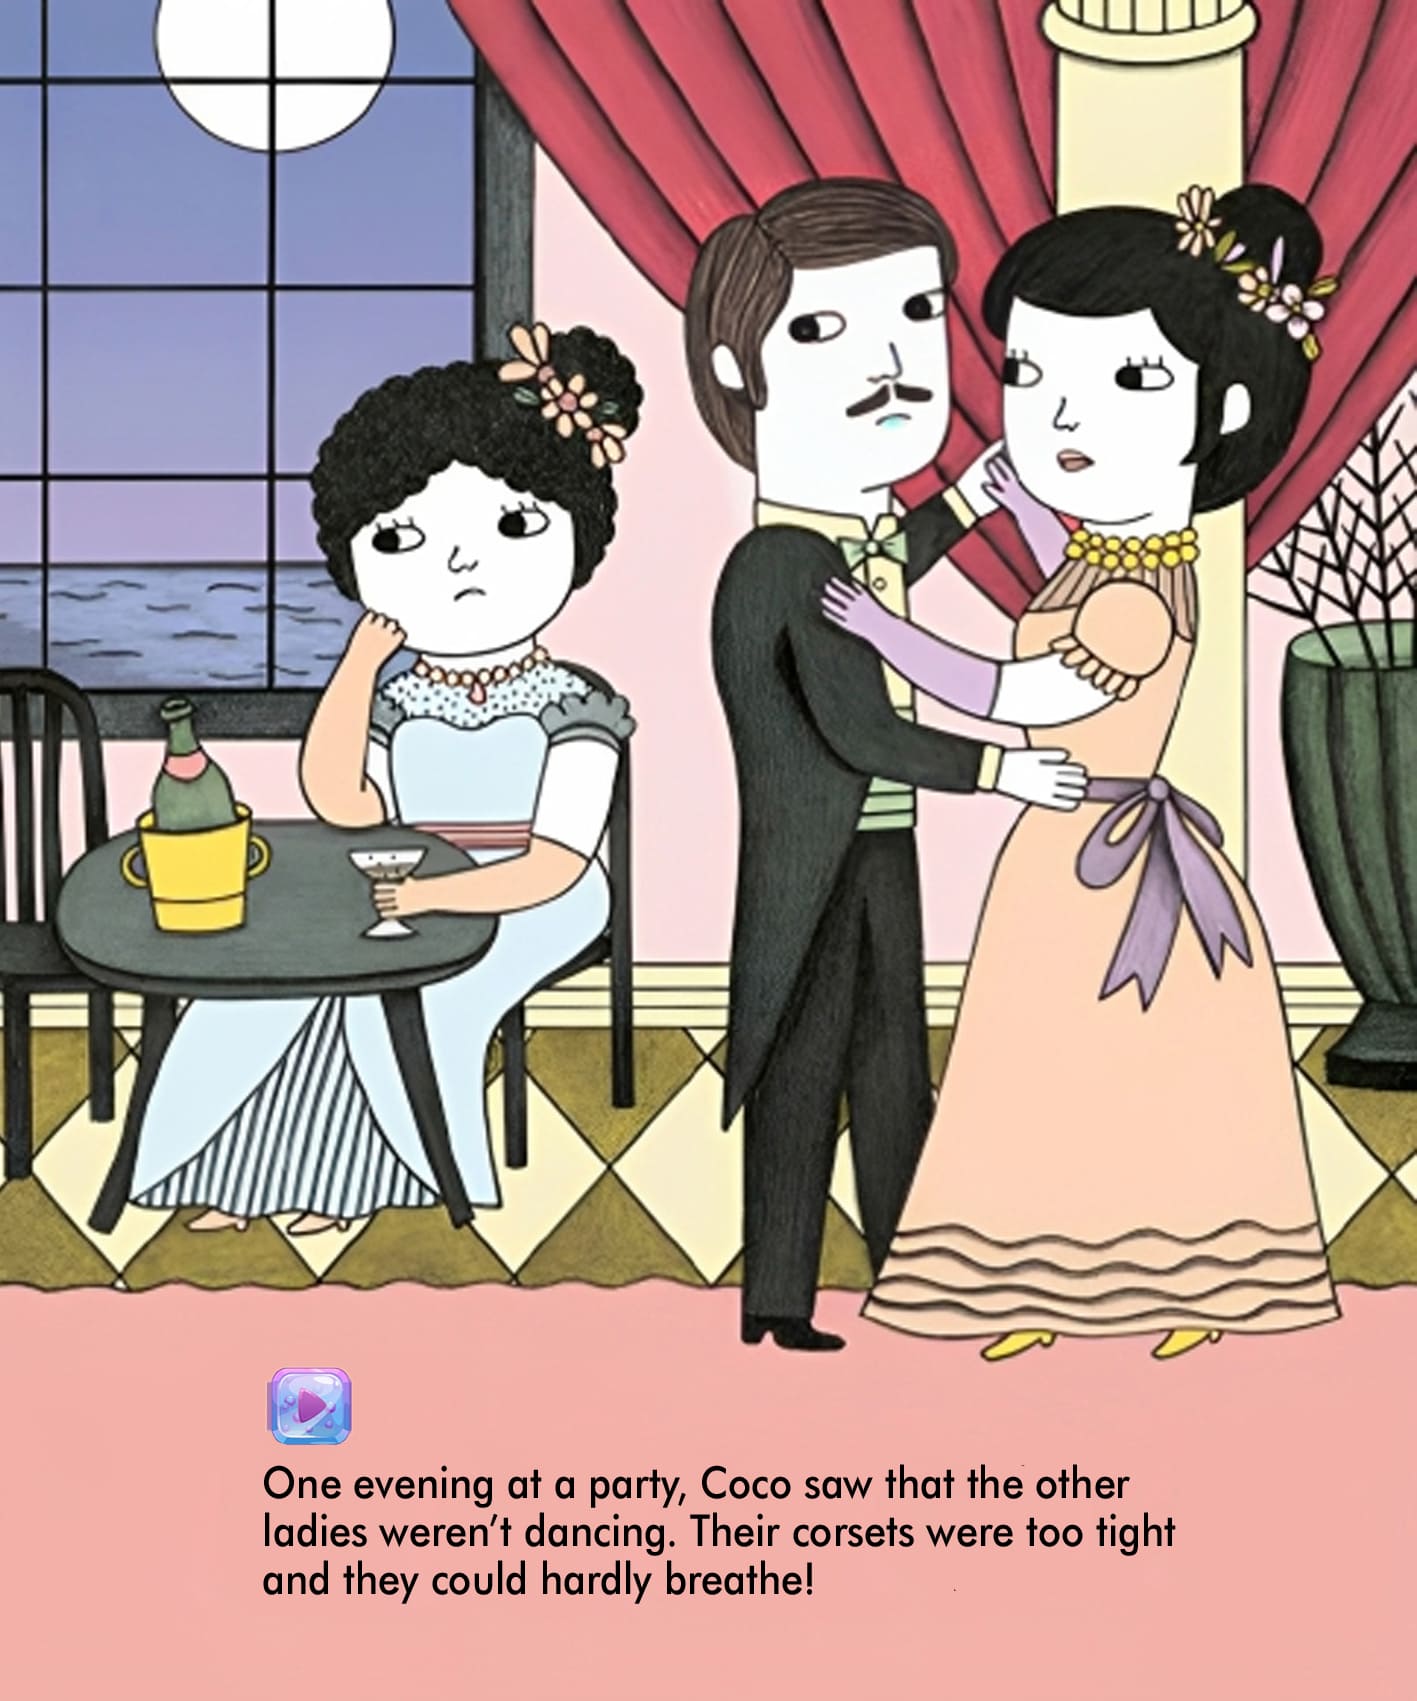 One evening at a party, Coco saw that the other
ladies weren’t dancing. Their corsets were too tight
and they could hardly breathe!